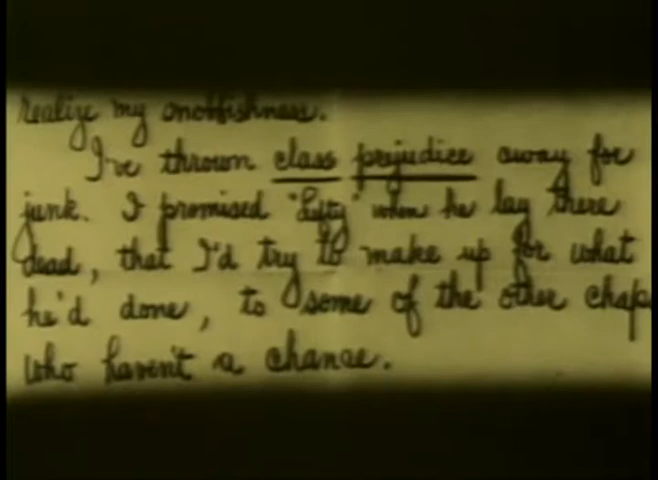 realize my snobbishness.
I've thrown class prejudice away for
junk. I promised "Lefty" when he lay there
dead, that I'd try to make up for what
he'd done, to some of the other chaps
who haven't a chance.